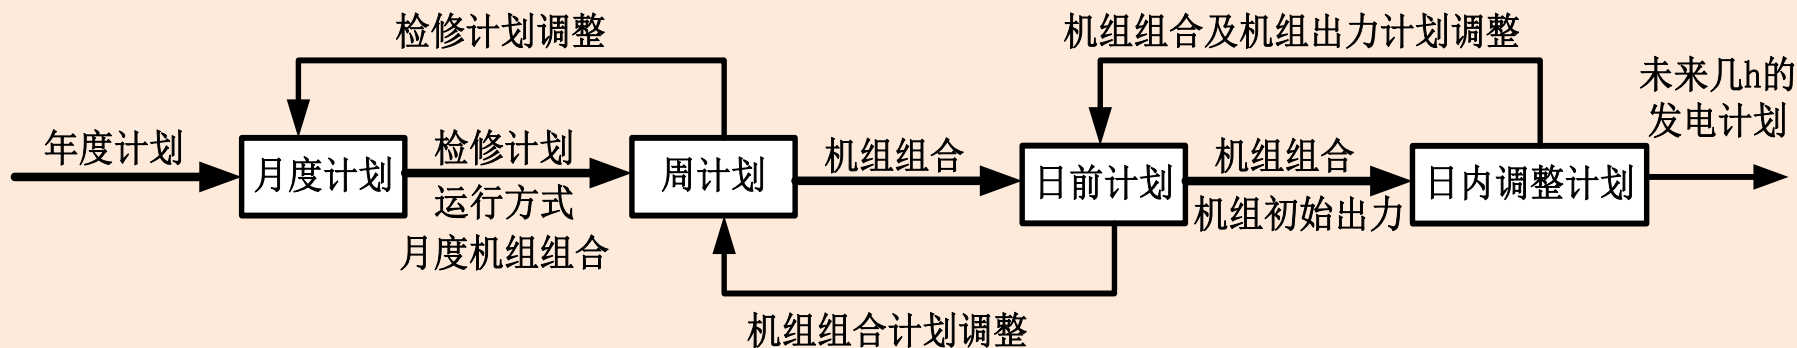 检修计划调整
机组组合及机组出力计划调整
未来几h的
发电计划
年度计划
月度计划
检修计划
运行方式
月度机组组合
周计划
机组组合
日前计划
机组组合
机组初始出力
日内调整计划
机组组合计划调整